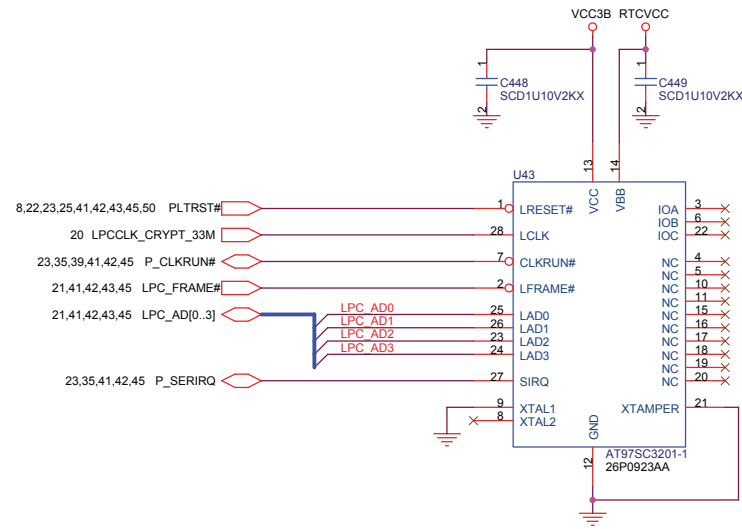 VCC3B RTCVCC
1 C448 SCD1U10V2KX 2
1 C449 SCD1U10V2KX 2
U43
13 VCC
14 VBB
8,22,23,25,41,42,43,45,50 PLTRST# 1 LRESET#
20 LPCCLK_CRYPT_33M 28 LCLK
23,35,39,41,42,45 P_CLKRUN# 7 CLKRUN#
21,41,42,43,45 LPC_FRAME# 2 LFRAME#
21,41,42,43,45 LPC_AD[0..3]
LPC_AD0 25 LAD0
LPC_AD1 26 LAD1
LPC_AD2 23 LAD2
LPC_AD3 24 LAD3
23,35,41,42,45 P_SERIRQ 27 SIRQ
9 XTAL1
8 XTAL2
IOA 3
IOB 6
IOC 22
NC 4
NC 5
NC 10
NC 11
NC 15
NC 16
NC 17
NC 18
NC 19
NC 20
XTAMPER 21
GND 12
AT97SC3201-1
26P0923AA